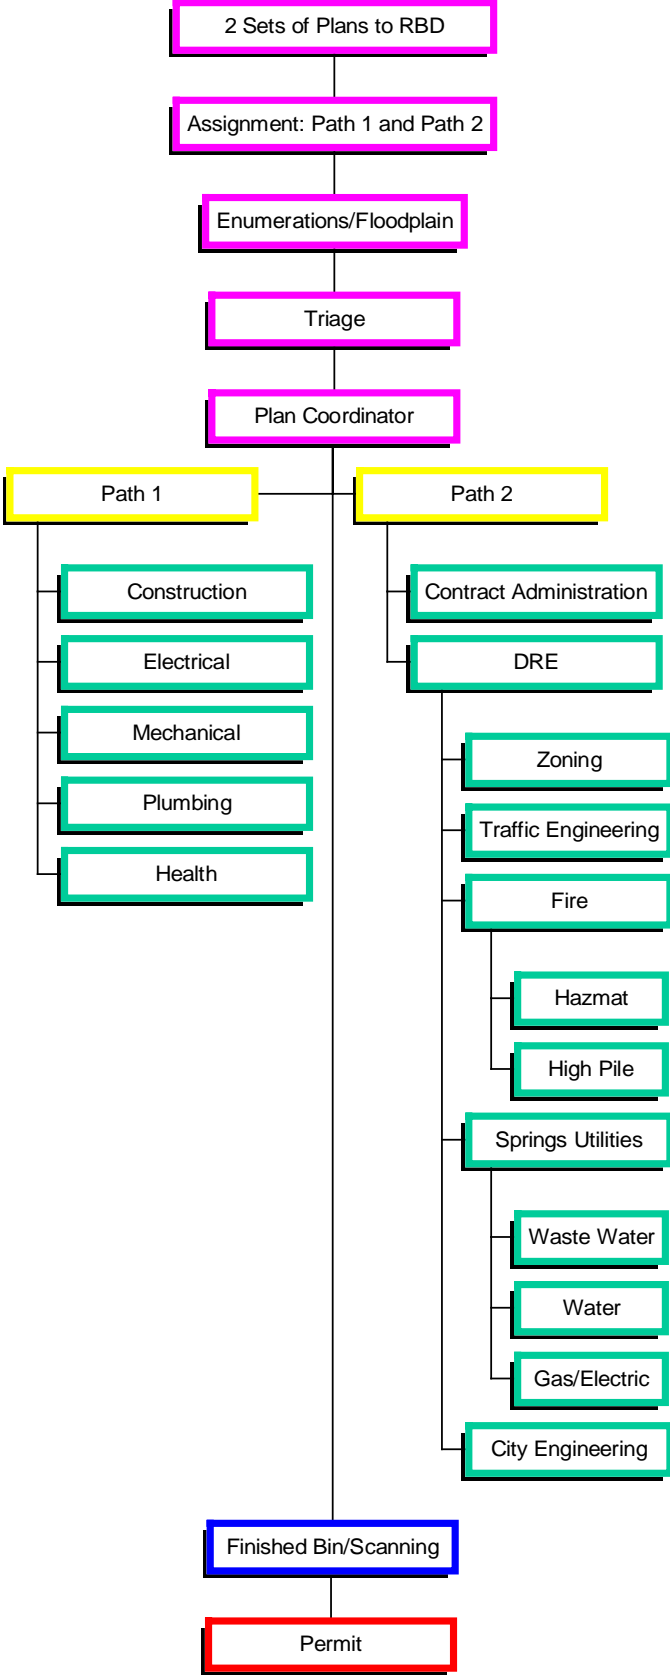 2 Sets of Plans to RBD
Assignment: Path 1 and Path 2
Enumerations/Floodplain
Triage
Plan Coordinator
Path 1
Construction
Electrical
Mechanical
Plumbing
Health
Path 2
Contract Administration
DRE
Zoning
Traffic Engineering
Fire
Hazmat
High Pile
Springs Utilities
Waste Water
Water
Gas/Electric
City Engineering
Finished Bin/Scanning
Permit